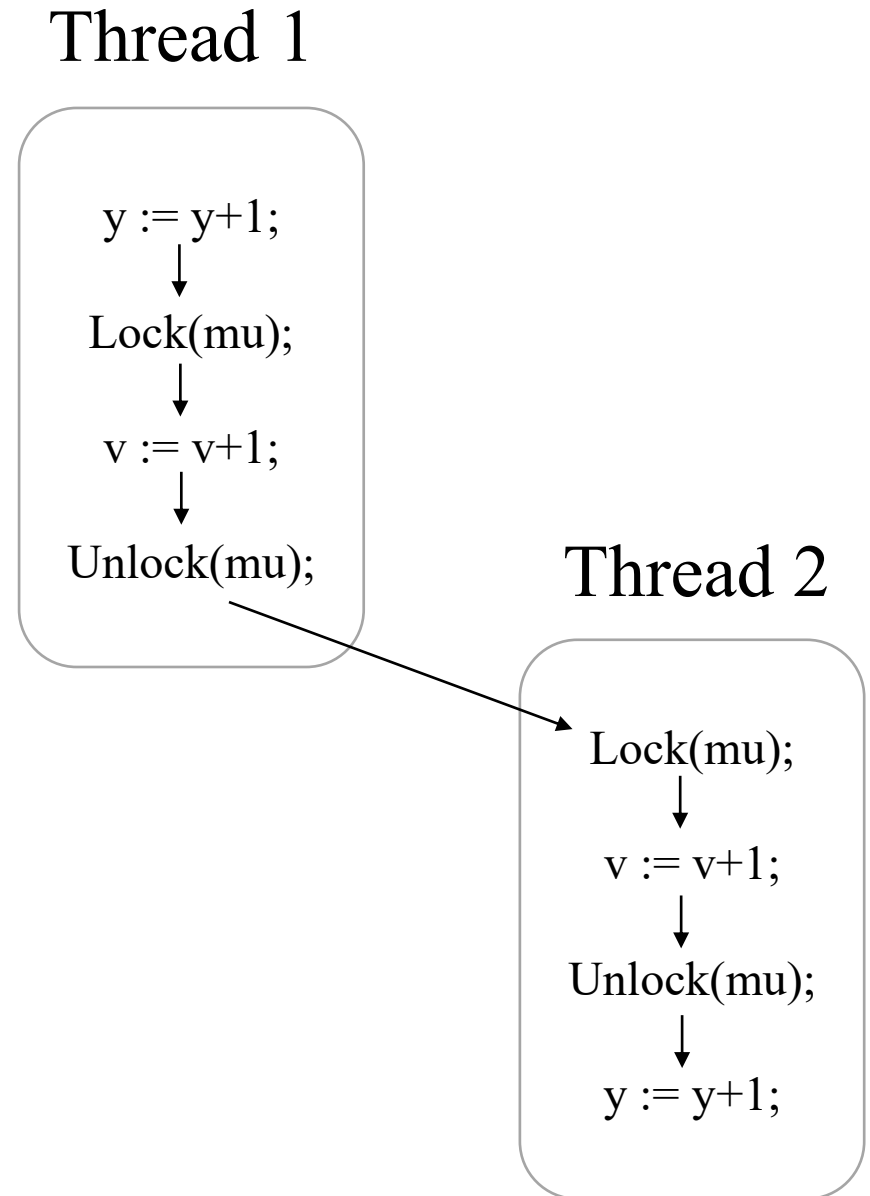 Thread 1
y := y+1;
Lock(mu);
v := v+1;
Unlock(mu);
Thread 2
Lock(mu);
v := v+1;
Unlock(mu);
y := y+1;